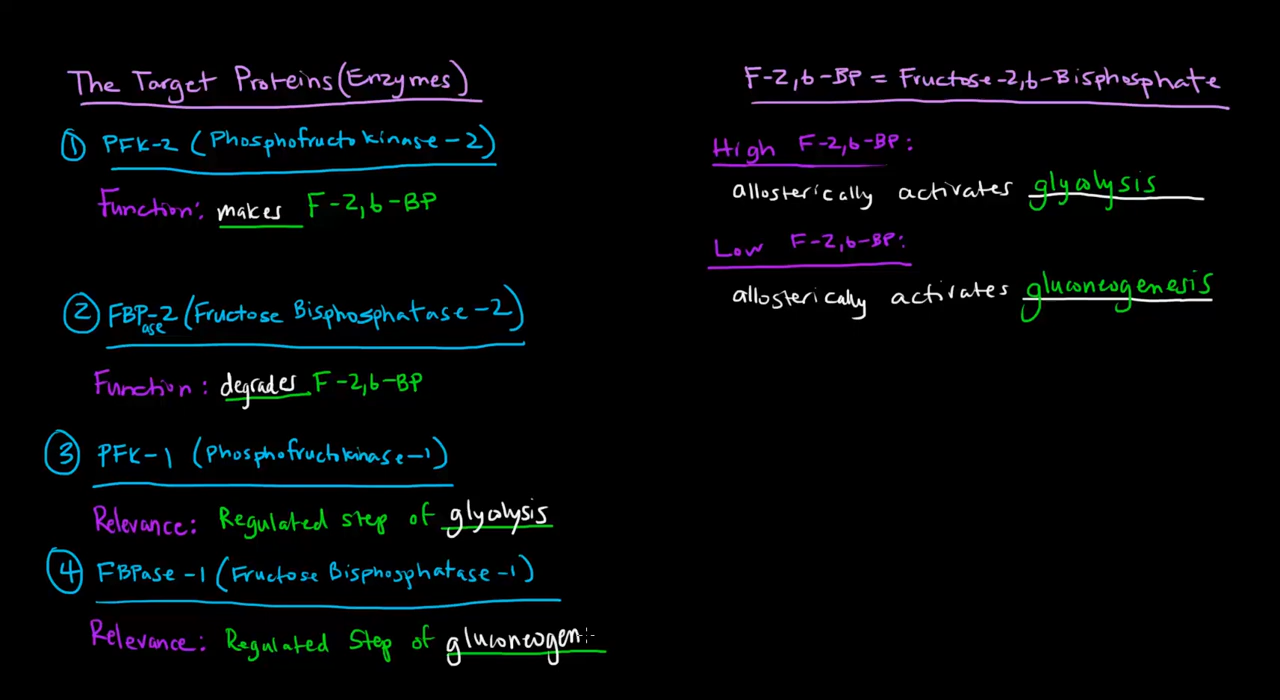 The Target Proteins (Enzymes)
1 PFK-2 (Phosphofructokinase-2)
Function: makes F-2,6-BP
2 FBPase-2 (Fructose Bisphosphatase-2)
Function: degrades F-2,6-BP
3 PFK-1 (Phosphofructokinase-1)
Relevance: Regulated step of glycolysis
4 FBPase-1 (Fructose Bisphosphatase-1)
Relevance: Regulated Step of gluconeogen
F-2,6-BP = Fructose-2,6-Bisphosphate
High F-2,6-BP:
allosterically activates glycolysis
Low F-2,6-BP:
allosterically activates gluconeogenesis